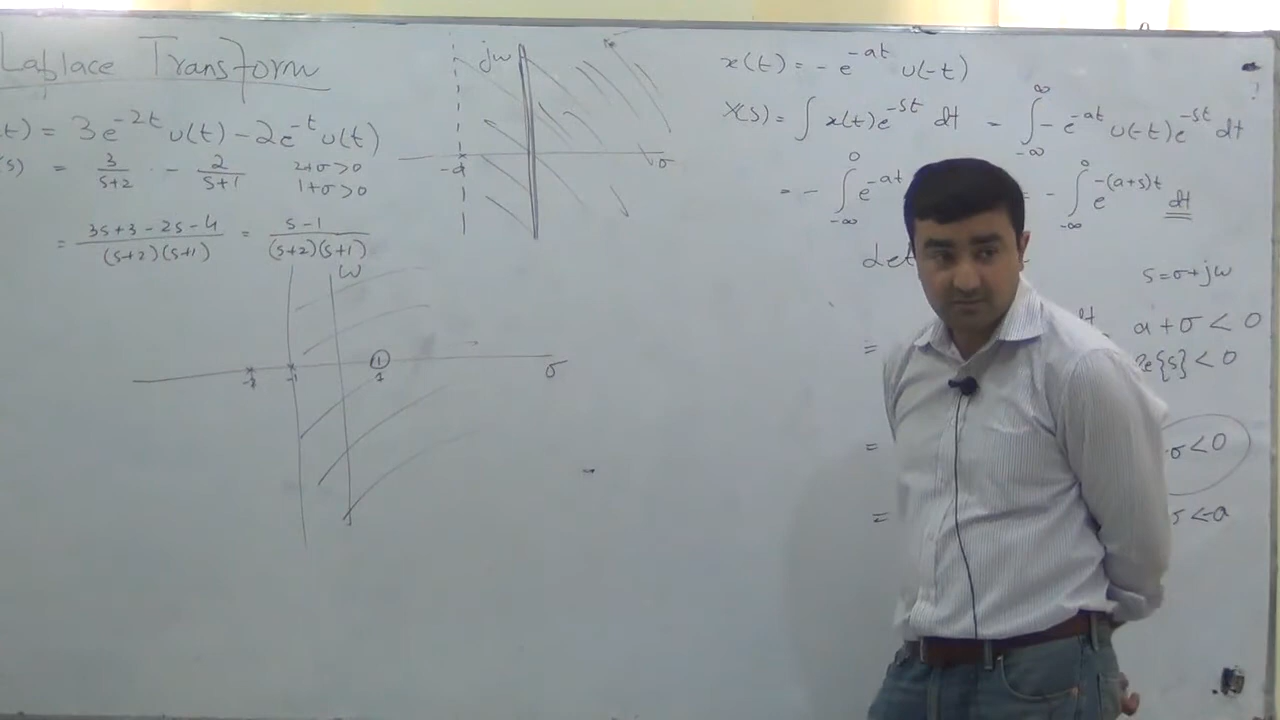 Laplace Transform
t) = 3e^{-2t} u(t) - 2e^{-t} u(t)
(s) = 3/(s+2) - 2/(s+1)
2+σ>0
1+σ>0
= (3s+3-2s-4)/((s+2)(s+1)) = (s-1)/((s+2)(s+1))
jω
-a
σ
ω
-2 -1 1
σ
x(t) = -e^{-at} u(-t)
X(s) = ∫ x(t)e^{-st} dt = ∫_{-∞}^{∞} -e^{-at} u(-t) e^{-st} dt
= - ∫_{-∞}^{0} e^{-at} = - ∫_{-∞}^{0} e^{-(a+s)t} dt
let
s=σ+jω
= dt a+σ < 0
Re{s} < 0
= σ<0
= <-a